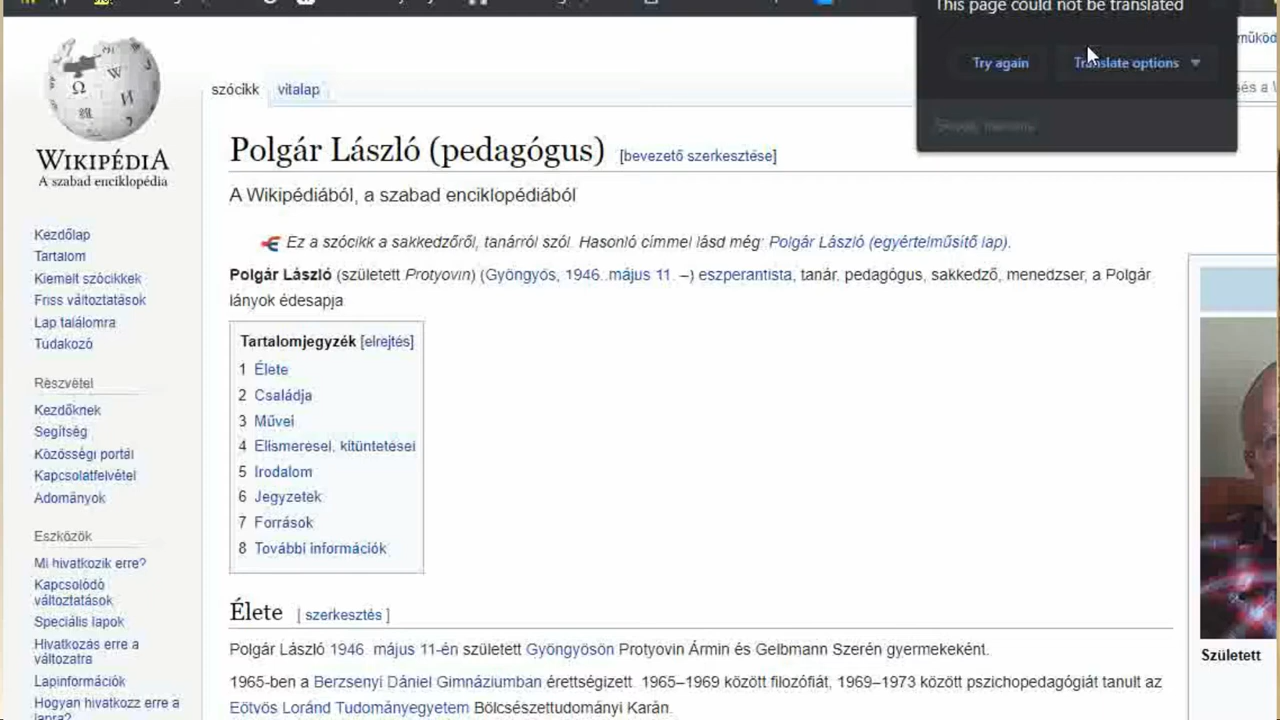 This page could not be translated
Try again
Translate options
szócikk
vitalap
WIKIPÉDIA
A szabad enciklopédia
Polgár László (pedagógus) [bevezető szerkesztése]
A Wikipédiából, a szabad enciklopédiából
Ez a szócikk a sakkedzőről, tanárról szól. Hasonló címmel lásd még: Polgár László (egyértelműsítő lap).
Polgár László (született Protyovin) (Gyöngyös, 1946. május 11. –) eszperantista, tanár, pedagógus, sakkedző, menedzser, a Polgár
lányok édesapja
Tartalomjegyzék [elrejtés]
1 Élete
2 Családja
3 Művei
4 Elismerései, kitüntetései
5 Irodalom
6 Jegyzetek
7 Források
8 További információk
Élete [ szerkesztés ]
Polgár László 1946. május 11-én született Gyöngyösön Protyovin Ármin és Gelbmann Szerén gyermekeként.
1965-ben a Berzsenyi Dániel Gimnáziumban érettségizett. 1965–1969 között filozófiát, 1969–1973 között pszichopedagógiát tanult az
Eötvös Loránd Tudományegyetem Bölcsészettudományi Karán.
Kezdőlap
Tartalom
Kiemelt szócikkek
Friss változtatások
Lap találomra
Tudakozó
Részvétel
Kezdőknek
Segítség
Közösségi portál
Kapcsolatfelvétel
Adományok
Eszközök
Mi hivatkozik erre?
Kapcsolódó
változtatások
Speciális lapok
Hivatkozás erre a
változatra
Lapinformációk
Hogyan hivatkozz erre a
lapra?
Született